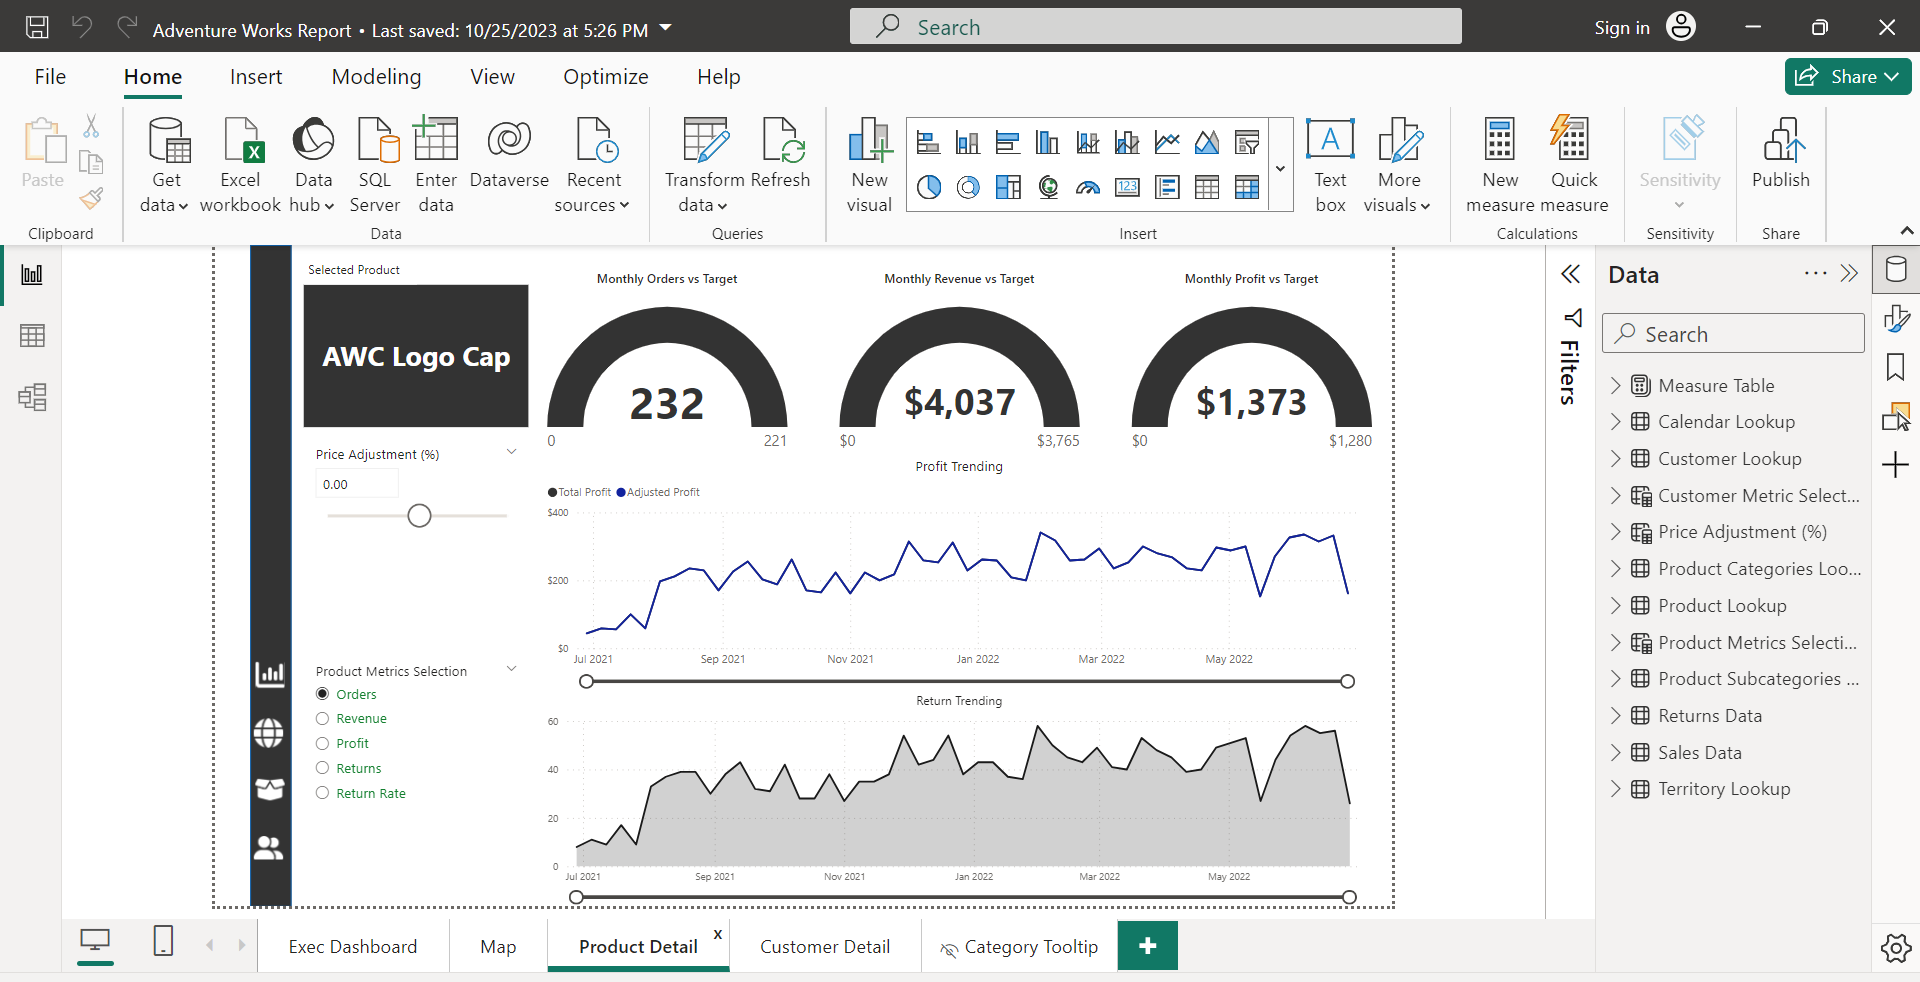 Adventure Works Report • Last saved: 10/25/2023 at 5:26 PM
Search
Sign in
File
Home
Insert
Modeling
View
Optimize
Help
Share
Paste
Get data
Excel workbook
Data hub
SQL Server
Enter data
Dataverse
Recent sources
Transform data
Refresh
New visual
123
A
Text box
More visuals
New measure
Quick measure
Sensitivity
Publish
Clipboard
Data
Queries
Insert
Calculations
Sensitivity
Share
Selected Product
AWC Logo Cap
Monthly Orders vs Target
232
0
221
Monthly Revenue vs Target
$4,037
$0
$3,765
Monthly Profit vs Target
$1,373
$0
$1,280
Price Adjustment (%)
0.00
Profit Trending
Total Profit
Adjusted Profit
$400
$200
$0
Jul 2021
Sep 2021
Nov 2021
Jan 2022
Mar 2022
May 2022
Product Metrics Selection
Orders
Revenue
Profit
Returns
Return Rate
Return Trending
60
40
20
0
Jul 2021
Sep 2021
Nov 2021
Jan 2022
Mar 2022
May 2022
Filters
Data
Search
Measure Table
Calendar Lookup
Customer Lookup
Customer Metric Select...
Price Adjustment (%)
Product Categories Loo...
Product Lookup
Product Metrics Selecti...
Product Subcategories ...
Returns Data
Sales Data
Territory Lookup
Exec Dashboard
Map
Product Detail
x
Customer Detail
Category Tooltip
+